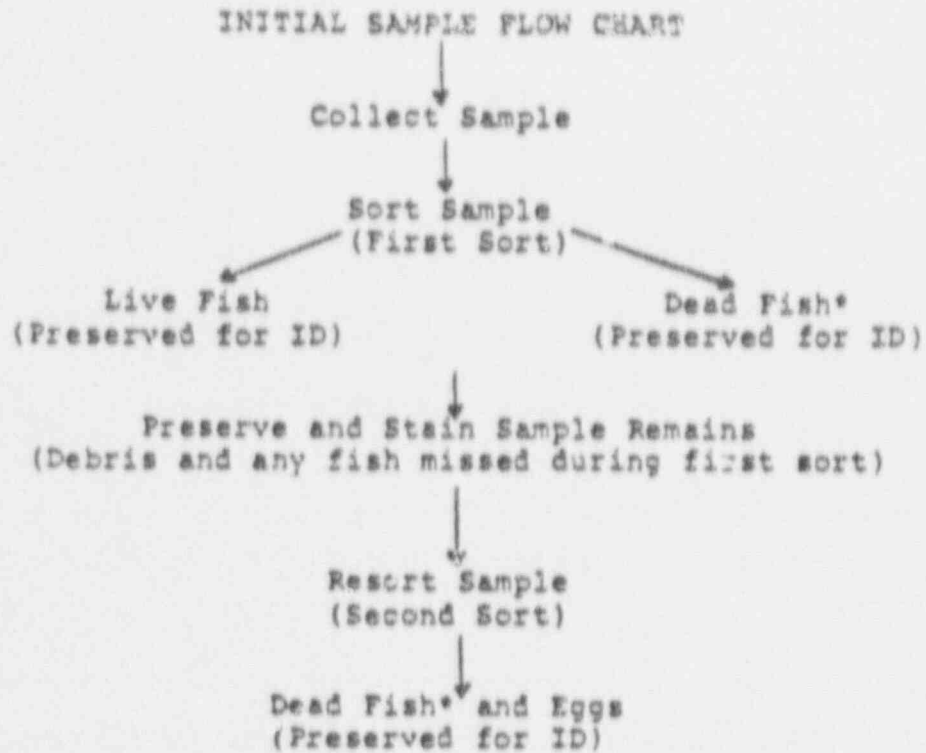 INITIAL SAMPLE FLOW CHART
Collect Sample
Sort Sample
(First Sort)
Live Fish
(Preserved for ID)
Dead Fish*
(Preserved for ID)
Preserve and Stain Sample Remains
(Debris and any fish missed during first sort)
Resort Sample
(Second Sort)
Dead Fish* and Eggs
(Preserved for ID)